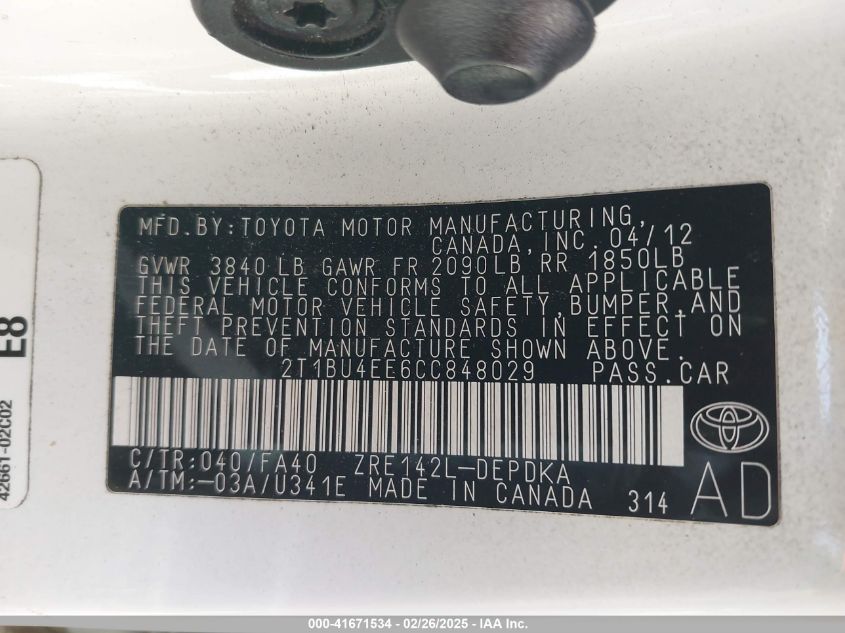 MFD.BY:TOYOTA MOTOR MANUFACTURING,
CANADA,INC. 04/12
GVWR 3840 LB GAWR FR 2090LB RR 1850LB
THIS VEHICLE CONFORMS TO ALL APPLICABLE
FEDERAL MOTOR VEHICLE SAFETY,BUMPER,AND
THEFT PREVENTION STANDARDS IN EFFECT ON
THE DATE OF MANUFACTURE SHOWN ABOVE.
2T1BU4EE6CC848029 PASS.CAR
C/TR:040/FA40 ZRE142L-DEPDKA
A/TM:-03A/U341E MADE IN CANADA 314
AD
E8
42661-02C02
000-41671534 - 02/26/2025 - IAA Inc.